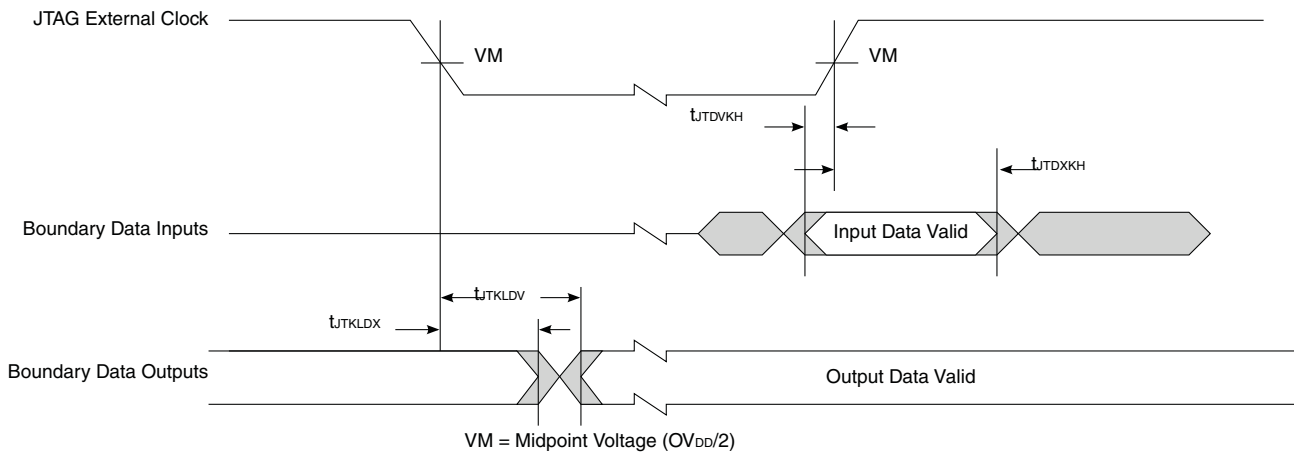 JTAG External Clock
VM
VM
tJTDVKH
tJTDXKH
Boundary Data Inputs
Input Data Valid
tJTKLDV
tJTKLDX
Boundary Data Outputs
Output Data Valid
VM = Midpoint Voltage (OVDD/2)